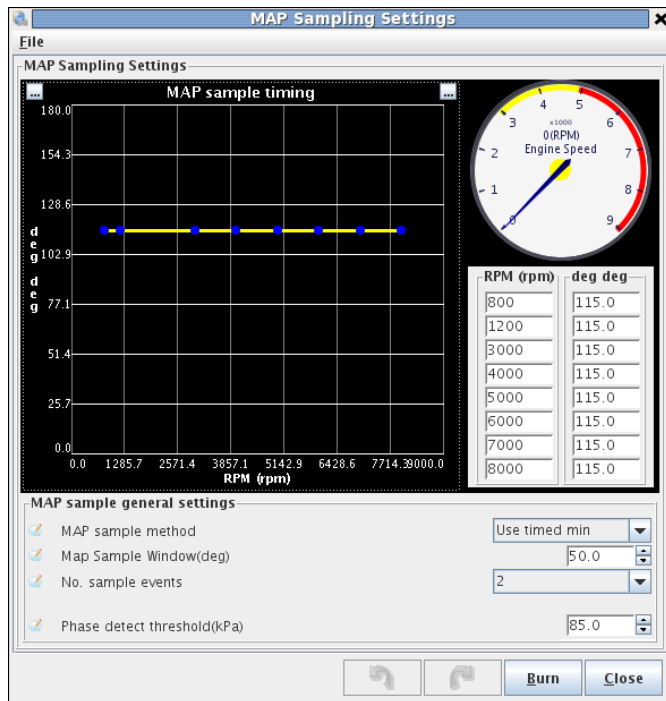 MAP Sampling Settings
File
MAP Sampling Settings
...
MAP sample timing
...
180.0
154.3
128.6
102.9
77.1
51.4
25.7
0.0
deg deg
0.0 1285.7 2571.4 3857.1 5142.9 6428.6 7714.3 9000.0
RPM (rpm)
0 1 2 3 4 5 6 7 8 9
x1000
0(RPM)
Engine Speed
RPM (rpm) deg deg
800 115.0
1200 115.0
3000 115.0
4000 115.0
5000 115.0
6000 115.0
7000 115.0
8000 115.0
MAP sample general settings
MAP sample method Use timed min
Map Sample Window(deg) 50.0
No. sample events 2
Phase detect threshold(kPa) 85.0
Burn Close